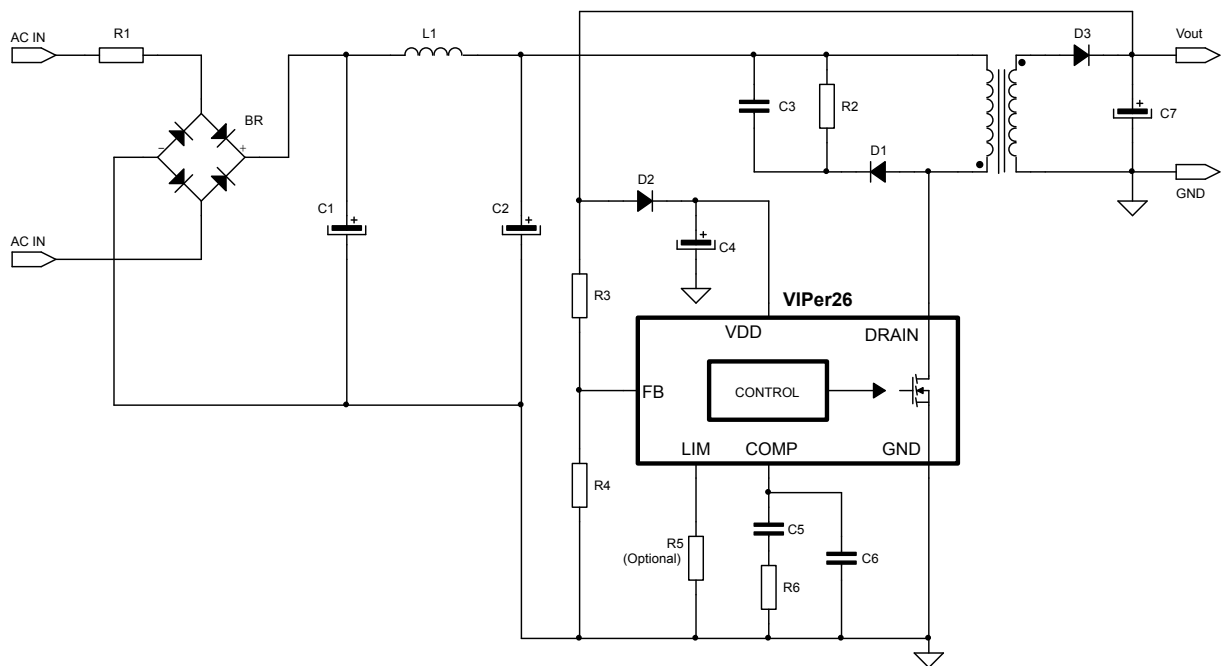 AC IN
R1
L1
D3
Vout
BR
C3
R2
C7
−
+
D1
GND
C1
+
C2
+
D2
+
C4
+
AC IN
R3
VIPer26
VDD
DRAIN
FB
CONTROL
LIM
COMP
GND
R4
C5
R5
(Optional)
C6
R6